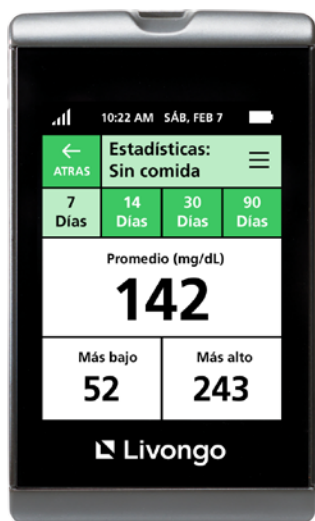 10:22 AM SÁB, FEB 7
←
ATRAS
Estadísticas:
Sin comida
7
Días
14
Días
30
Días
90
Días
Promedio (mg/dL)
142
Más bajo
52
Más alto
243
Livongo